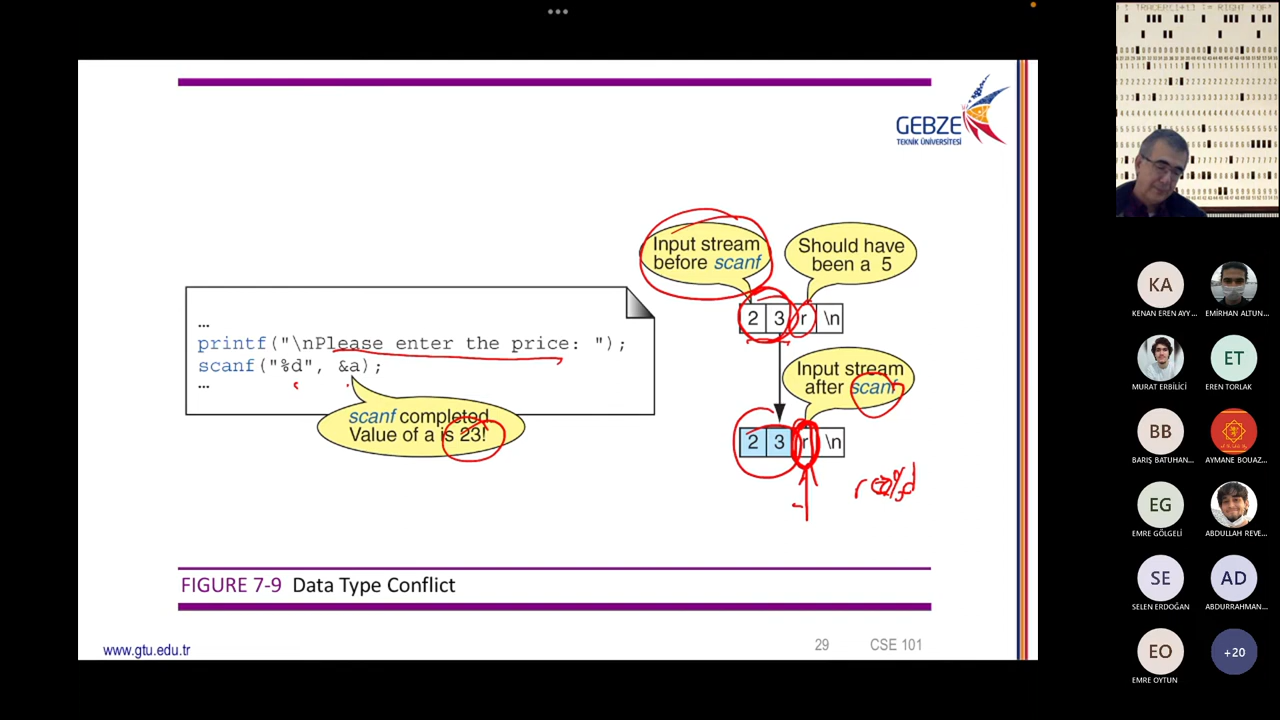 GEBZE
TEKNİK ÜNİVERSİTESİ
Input stream
before scanf
Should have
been a 5
2 3 r \n
...
printf("\nPlease enter the price: ");
scanf("%d", &a);
...
scanf completed
Value of a is 23!
Input stream
after scanf
2 3 r \n
FIGURE 7-9 Data Type Conflict
www.gtu.edu.tr
29
CSE 101
KA
KENAN EREN AYY...
EMİRHAN ALTUN...
MURAT ERBİLİCİ
ET
EREN TORLAK
BB
BARIŞ BATUHAN...
AYMANE BOUAZ...
EG
EMRE GÖLGELİ
ABDULLAH REVE...
SE
SELEN ERDOĞAN
AD
ABDURRAHMAN...
EO
EMRE OYTUN
+20